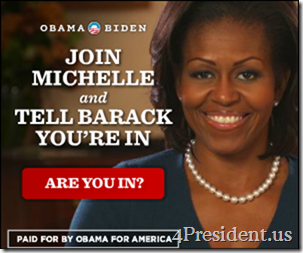 OBAMA BIDEN
JOIN
MICHELLE
and
TELL BARACK
YOU'RE IN
ARE YOU IN?
4President.us
PAID FOR BY OBAMA FOR AMERICA